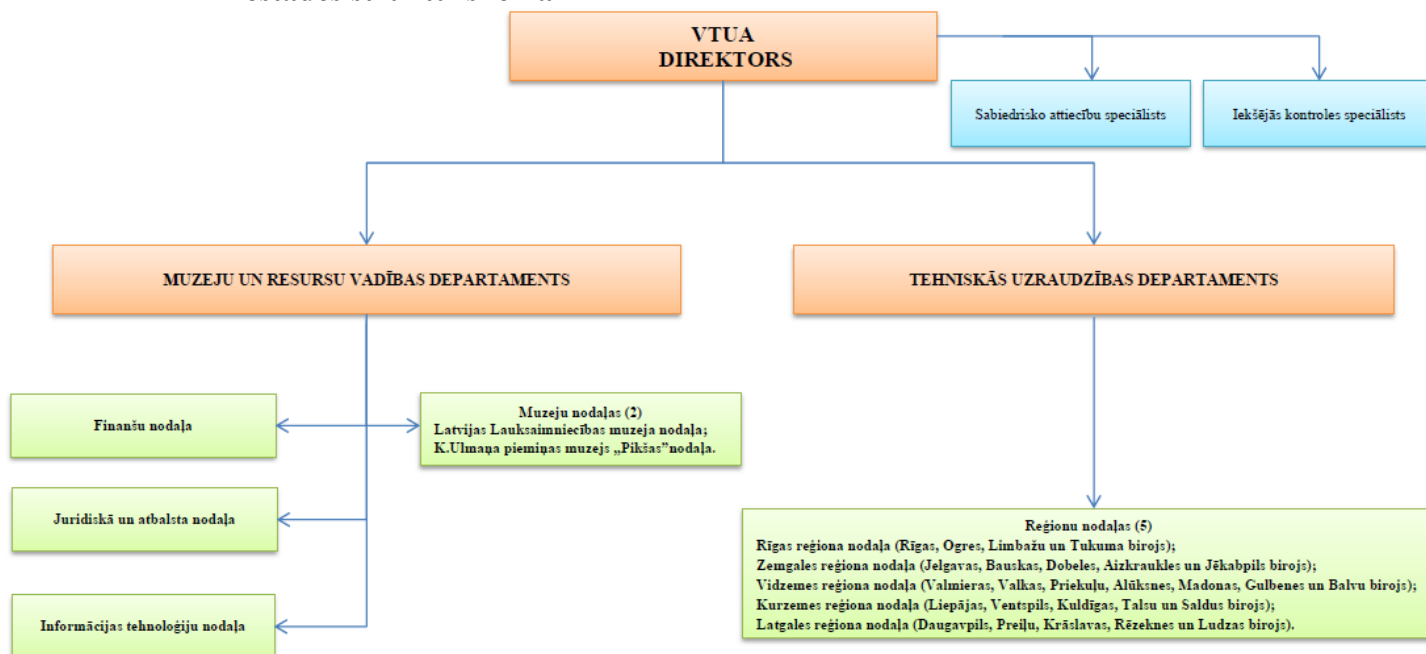 VTUA
DIREKTORS
Sabiedrisko attiecību speciālists
Iekšējās kontroles speciālists
MUZEJU UN RESURSU VADĪBAS DEPARTAMENTS
TEHNISKĀS UZRAUDZĪBAS DEPARTAMENTS
Finanšu nodaļa
Muzeju nodaļas (2)
Latvijas Lauksaimniecības muzeja nodaļa;
K.Ulmaņa piemiņas muzejs „Pikšas”nodaļa.
Juridiskā un atbalsta nodaļa
Informācijas tehnoloģiju nodaļa
Reģionu nodaļas (5)
Rīgas reģiona nodaļa (Rīgas, Ogres, Limbažu un Tukuma birojs);
Zemgales reģiona nodaļa (Jelgavas, Bauskas, Dobeles, Aizkraukles un Jēkabpils birojs);
Vidzemes reģiona nodaļa (Valmieras, Valkas, Priekuļu, Alūksnes, Madonas, Gulbenes un Balvu birojs);
Kurzemes reģiona nodaļa (Liepājas, Ventspils, Kuldīgas, Talsu un Saldus birojs);
Latgales reģiona nodaļa (Daugavpils, Preiļu, Krāslavas, Rēzeknes un Ludzas birojs).